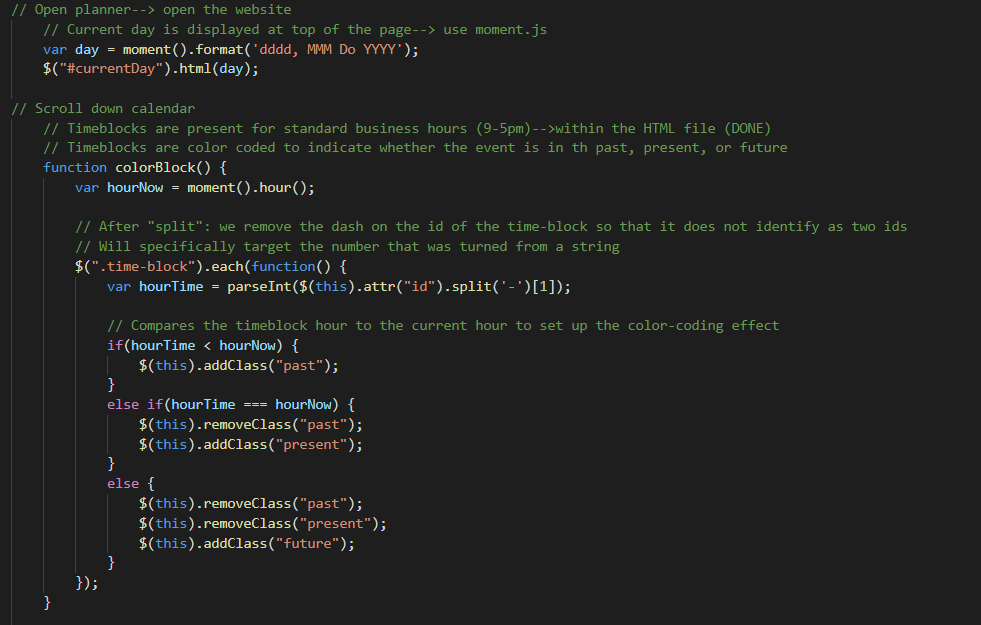 // Open planner--> open the website
// Current day is displayed at top of the page--> use moment.js
var day = moment().format('dddd, MMM Do YYYY');
$("#currentDay").html(day);
// Scroll down calendar
// Timeblocks are present for standard business hours (9-5pm)-->within the HTML file (DONE)
// Timeblocks are color coded to indicate whether the event is in th past, present, or future
function colorBlock() {
var hourNow = moment().hour();
// After "split": we remove the dash on the id of the time-block so that it does not identify as two ids
// Will specifically target the number that was turned from a string
$(".time-block").each(function() {
var hourTime = parseInt($(this).attr("id").split('-')[1]);
// Compares the timeblock hour to the current hour to set up the color-coding effect
if(hourTime < hourNow) {
$(this).addClass("past");
}
else if(hourTime === hourNow) {
$(this).removeClass("past");
$(this).addClass("present");
}
else {
$(this).removeClass("past");
$(this).removeClass("present");
$(this).addClass("future");
}
});
}